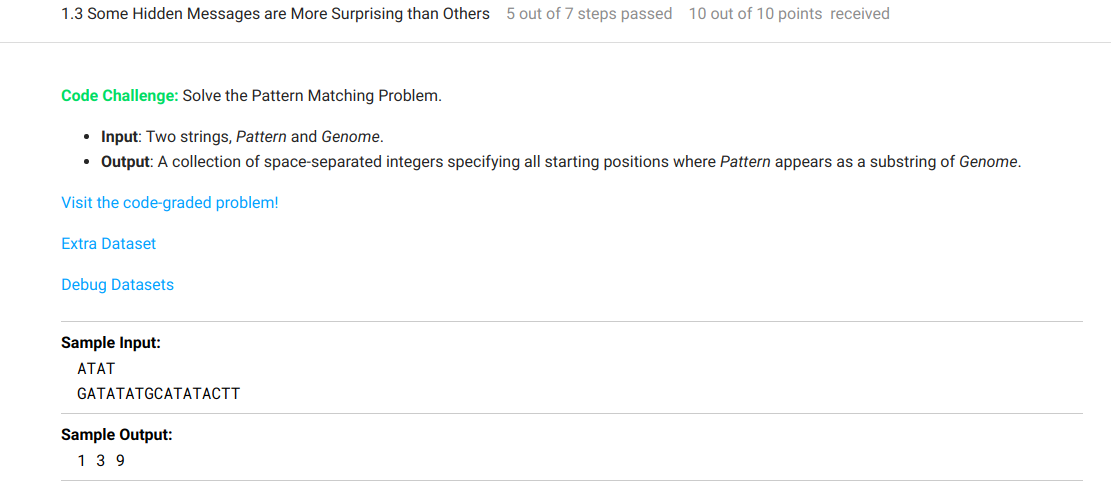 1.3 Some Hidden Messages are More Surprising than Others 5 out of 7 steps passed 10 out of 10 points received
Code Challenge: Solve the Pattern Matching Problem.
• Input: Two strings, Pattern and Genome.
• Output: A collection of space-separated integers specifying all starting positions where Pattern appears as a substring of Genome.
Visit the code-graded problem!
Extra Dataset
Debug Datasets
Sample Input:
ATAT
GATATATGCATATACTT
Sample Output:
1 3 9